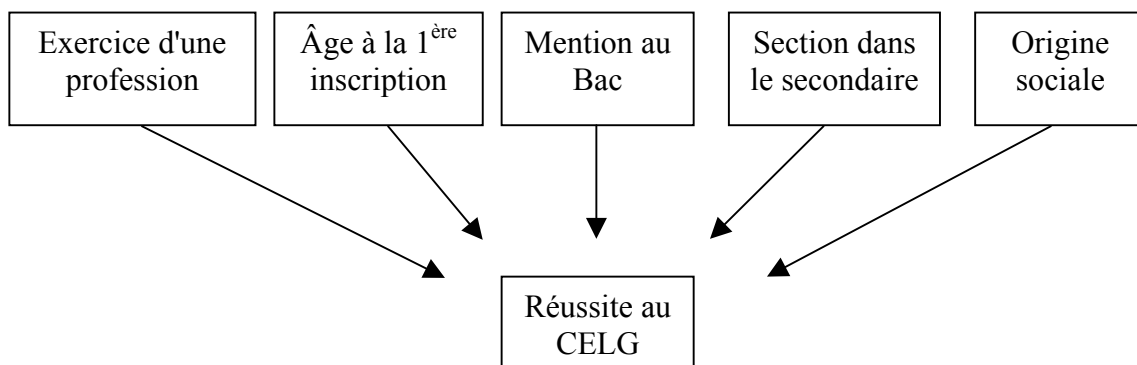 Exercice d'une
profession
Âge à la 1ère
inscription
Mention au
Bac
Section dans
le secondaire
Origine
sociale
Réussite au
CELG